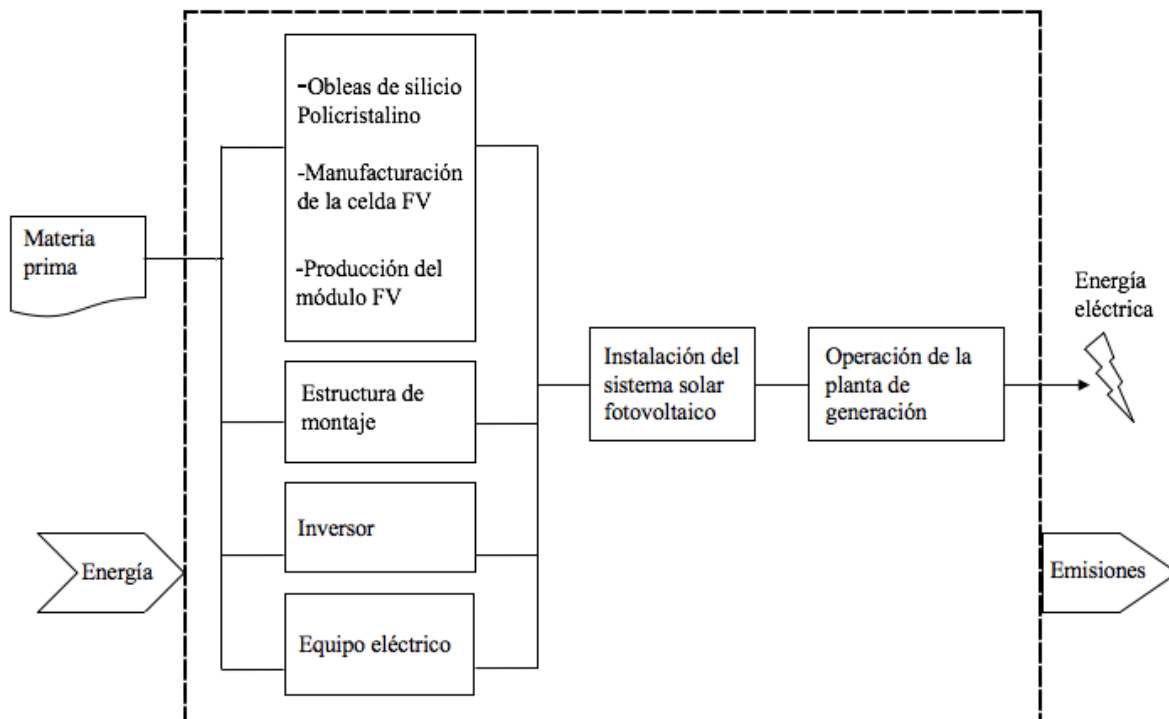 -Obleas de silicio
Policristalino
-Manufacturación
de la celda FV
-Producción del
módulo FV
Materia
prima
Energía
eléctrica
Instalación del
sistema solar
fotovoltaico
Operación de la
planta de
generación
Estructura de
montaje
Inversor
Energía
Emisiones
Equipo eléctrico